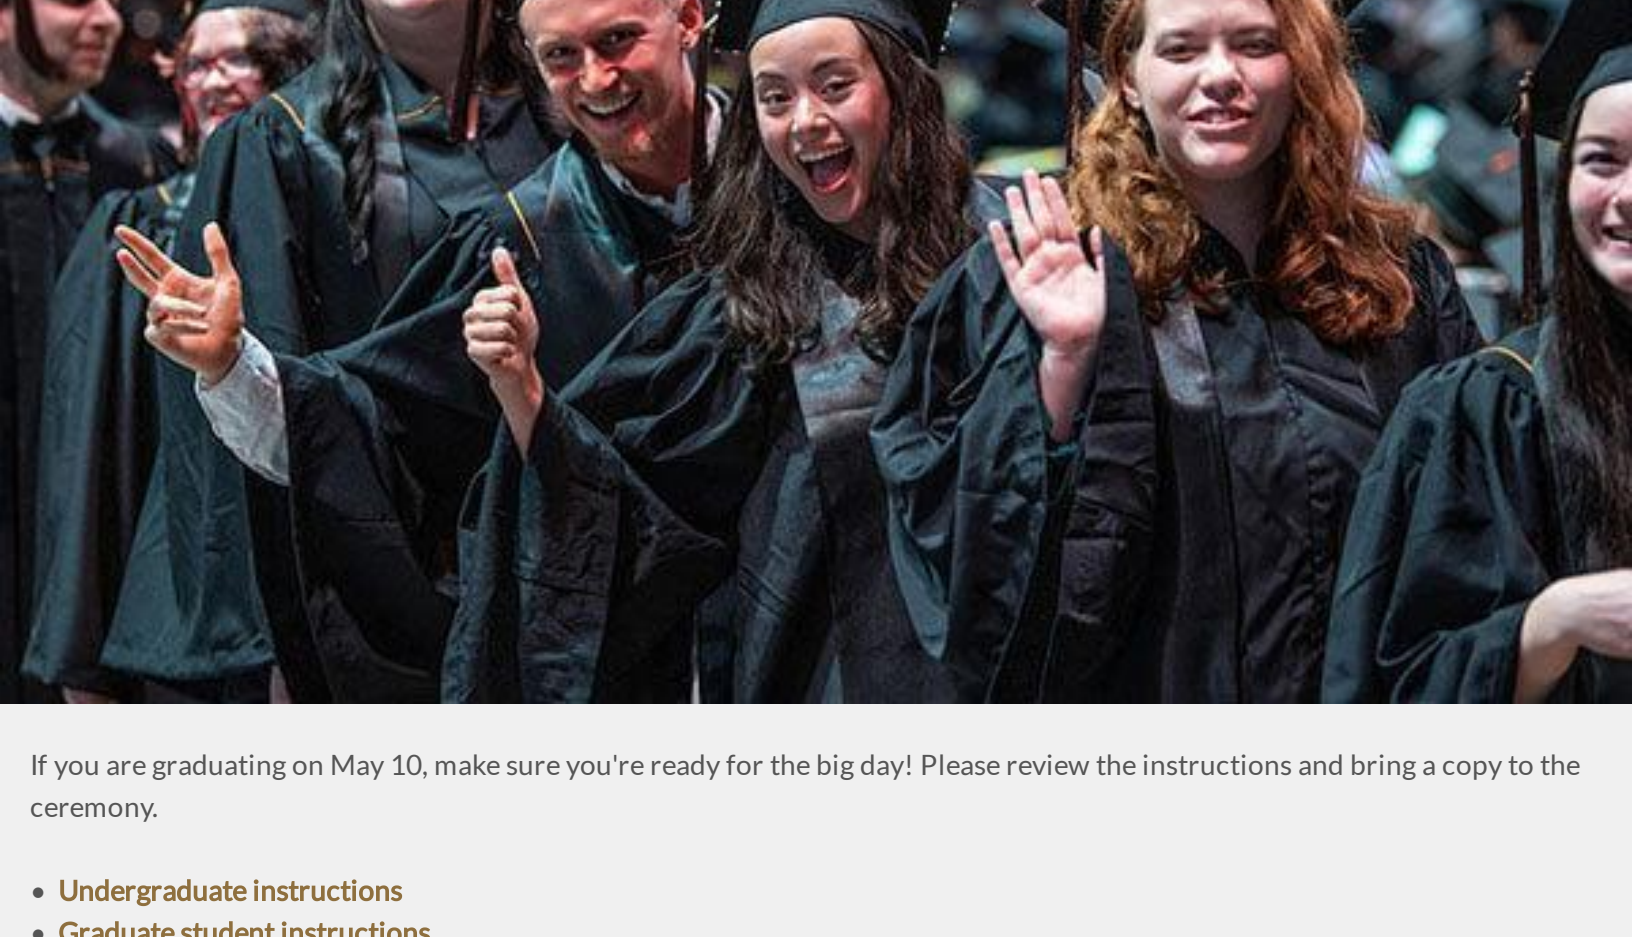 If you are graduating on May 10, make sure you're ready for the big day! Please review the instructions and bring a copy to the
ceremony.
• Undergraduate instructions
• Graduate student instructions